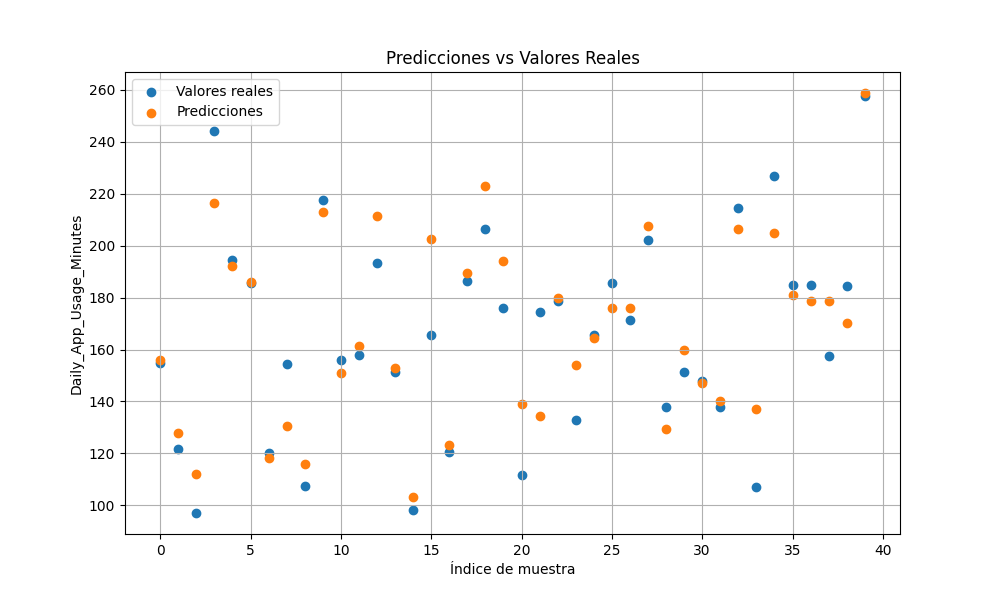 Predicciones vs Valores Reales
Valores reales
Predicciones
Daily_App_Usage_Minutes
260
240
220
200
180
160
140
120
100
0 5 10 15 20 25 30 35 40
Índice de muestra